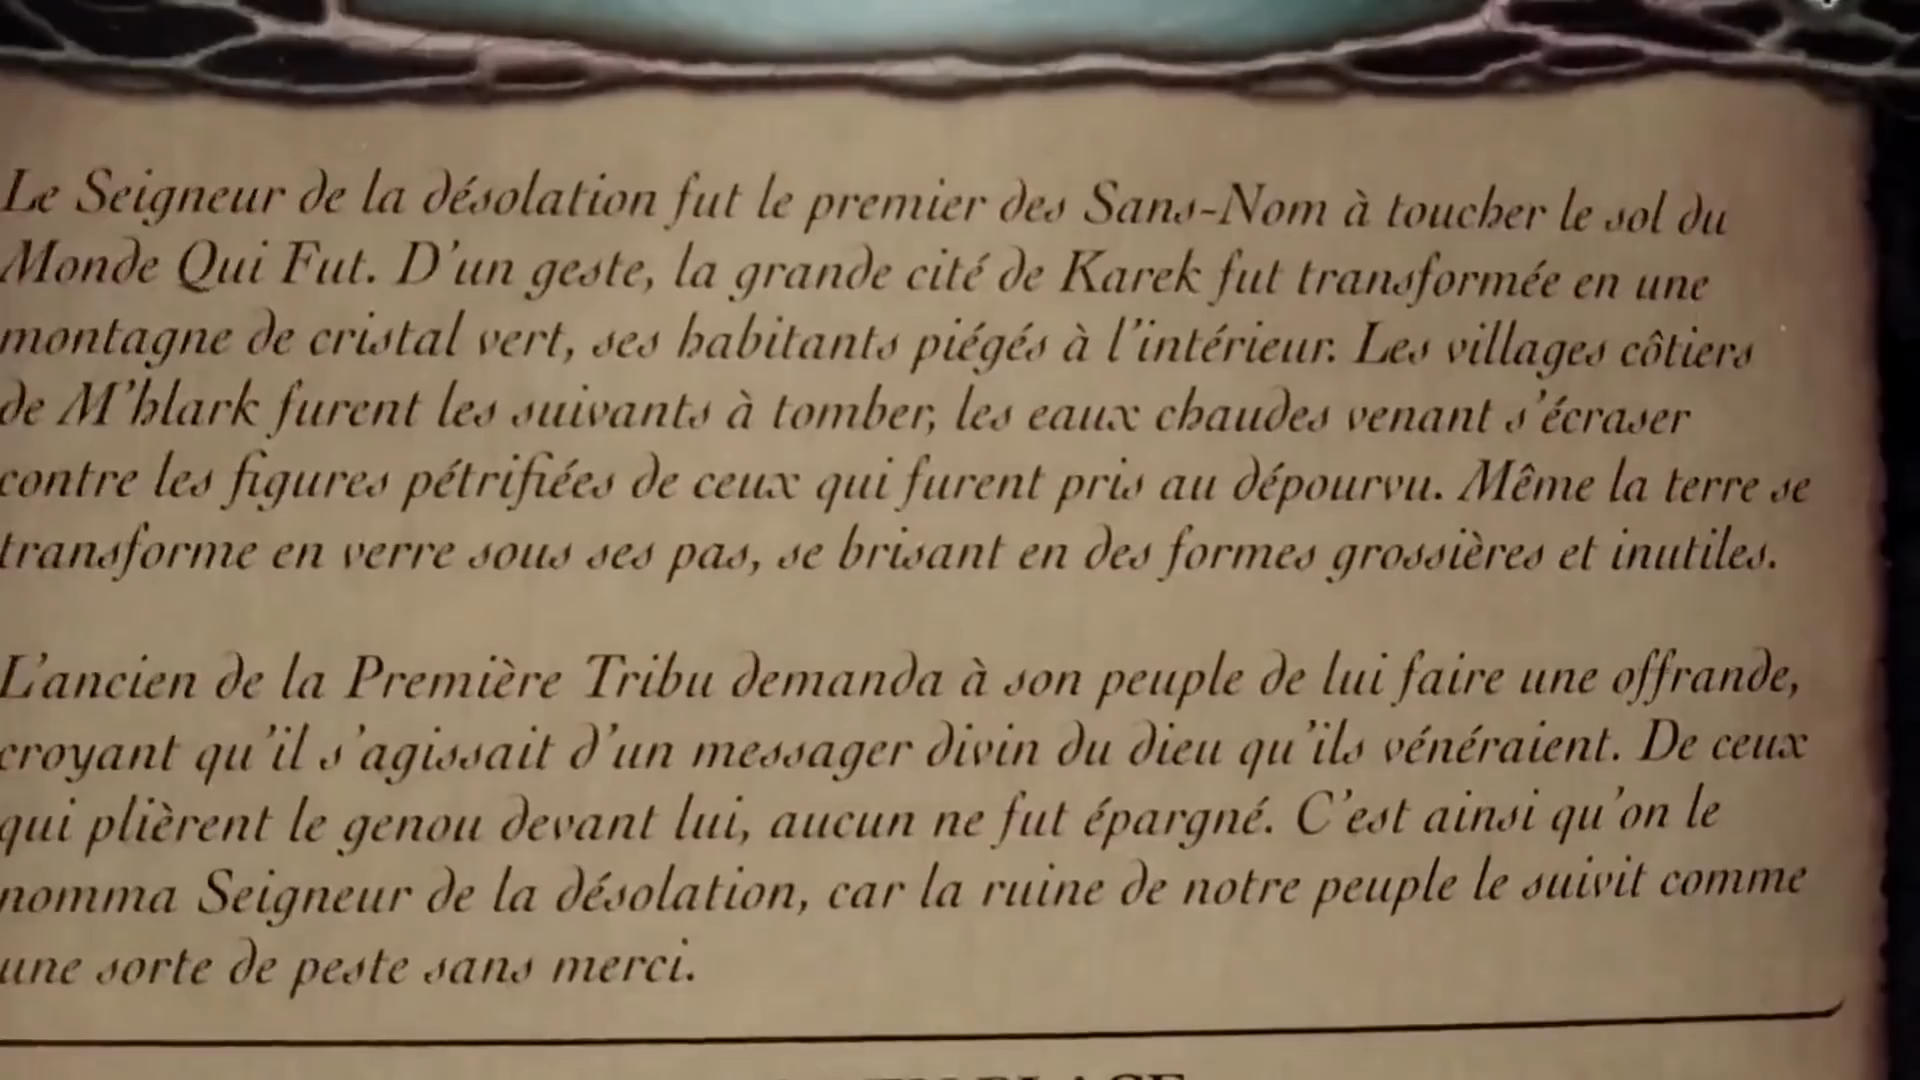 Le Seigneur de la désolation fut le premier des Sans-Nom à toucher le sol du
Monde Qui Fut. D'un geste, la grande cité de Karek fut transformée en une
montagne de cristal vert, ses habitants piégés à l'intérieur. Les villages côtiers
de M'hlark furent les suivants à tomber, les eaux chaudes venant s'écraser
contre les figures pétrifiées de ceux qui furent pris au dépourvu. Même la terre se
transforme en verre sous ses pas, se brisant en des formes grossières et inutiles.
L'ancien de la Première Tribu demanda à son peuple de lui faire une offrande,
croyant qu'il s'agissait d'un messager divin du dieu qu'ils vénéraient. De ceux
qui plièrent le genou devant lui, aucun ne fut épargné. C'est ainsi qu'on le
nomma Seigneur de la désolation, car la ruine de notre peuple le suivit comme
une sorte de peste sans merci.